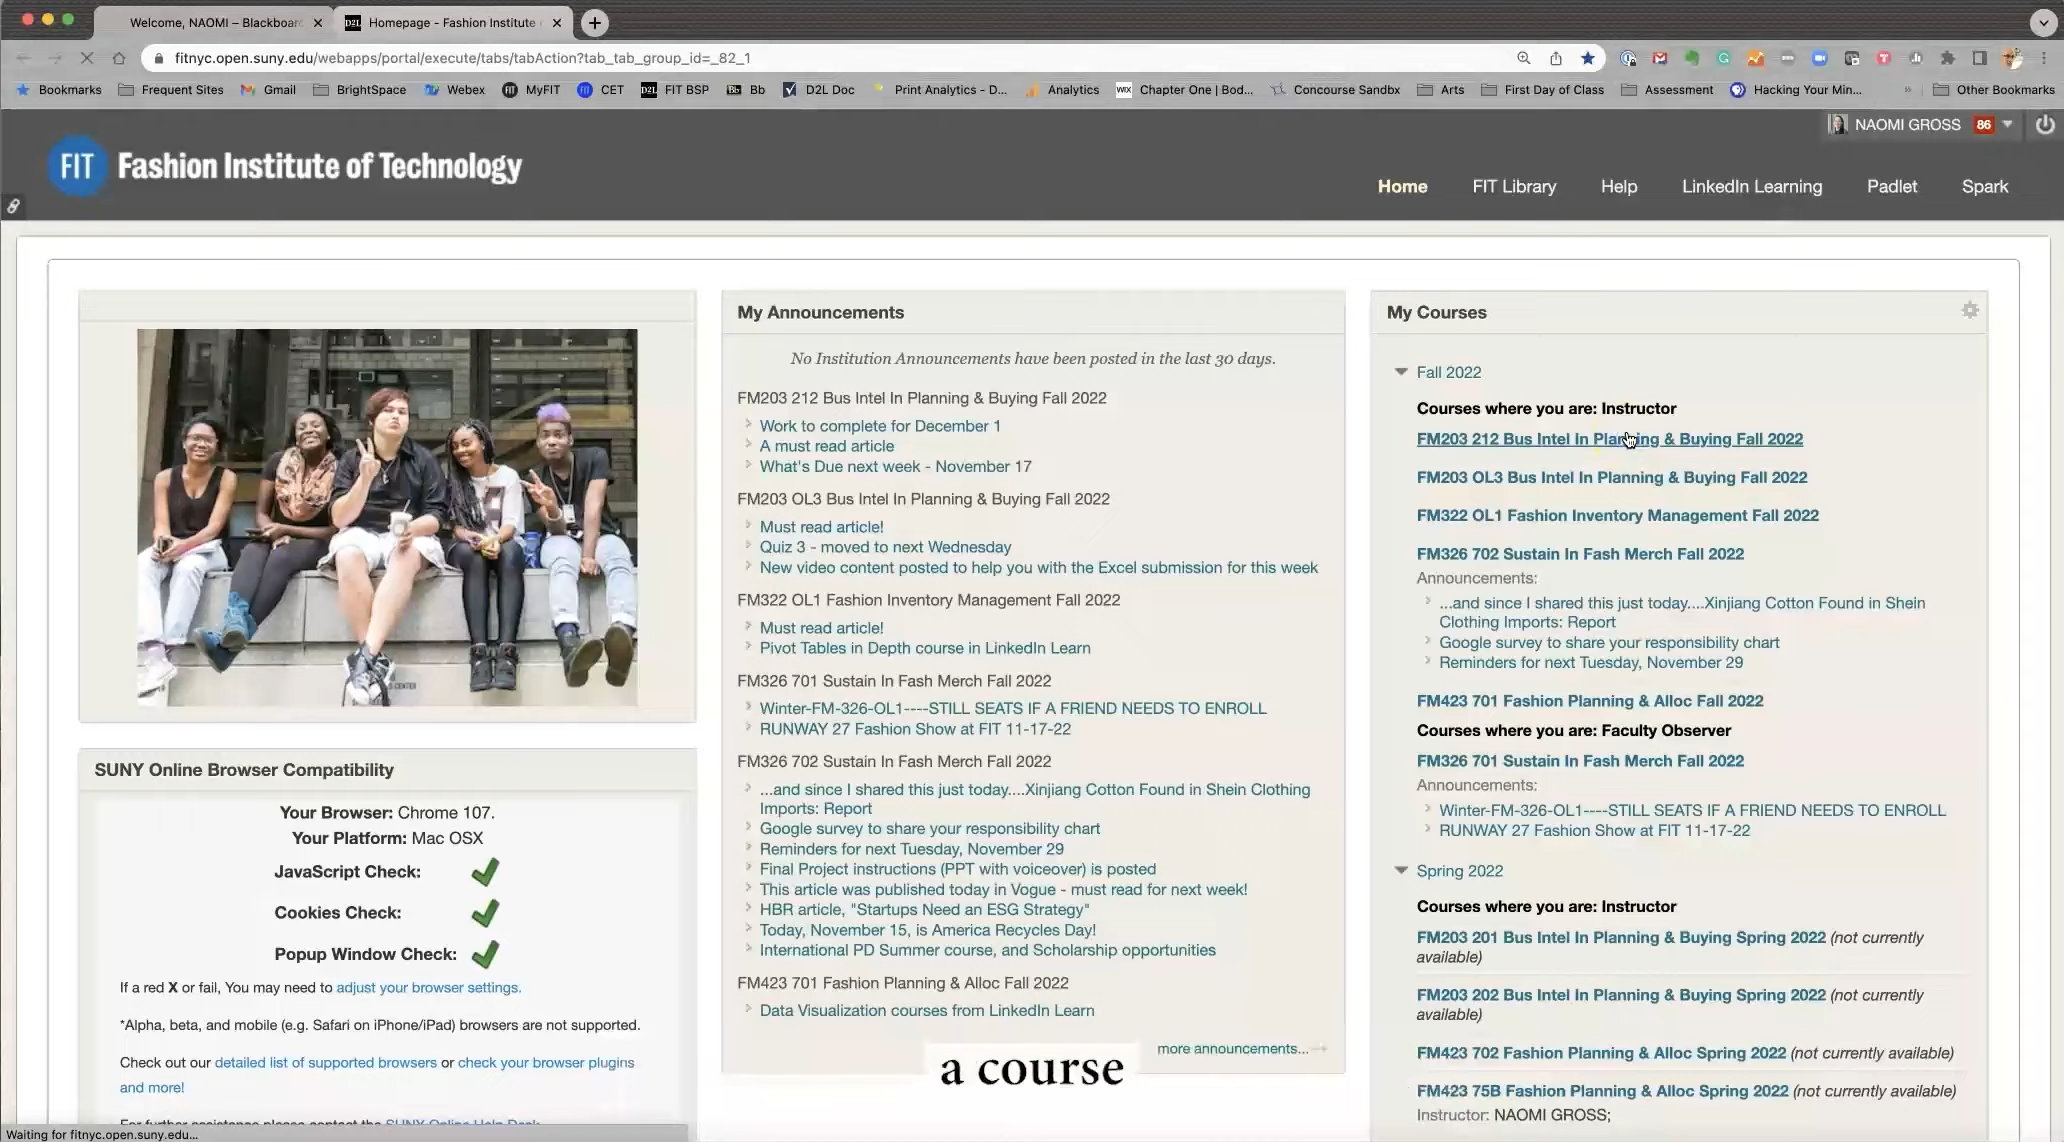 Welcome, NAOMI – Blackboard
D2L Homepage - Fashion Institute
fitnyc.open.suny.edu/webapps/portal/execute/tabs/tabAction?tab_tab_group_id=_82_1
Bookmarks Frequent Sites Gmail BrightSpace Webex MyFIT CET D2L FIT BSP Bb Bb D2L Doc Print Analytics - D... Analytics WIX Chapter One | Bod... Concourse Sandbx Arts First Day of Class Assessment Hacking Your Min... » Other Bookmarks
NAOMI GROSS 86
FIT Fashion Institute of Technology
Home FIT Library Help LinkedIn Learning Padlet Spark
SUNY Online Browser Compatibility
Your Browser: Chrome 107.
Your Platform: Mac OSX
JavaScript Check:
Cookies Check:
Popup Window Check:
If a red X or fail, You may need to adjust your browser settings.
*Alpha, beta, and mobile (e.g. Safari on iPhone/iPad) browsers are not supported.
Check out our detailed list of supported browsers or check your browser plugins
and more!
For further assistance please contact the SUNY Online Help Desk
Waiting for fitnyc.open.suny.edu...
My Announcements
No Institution Announcements have been posted in the last 30 days.
FM203 212 Bus Intel In Planning & Buying Fall 2022
Work to complete for December 1
A must read article
What's Due next week - November 17
FM203 OL3 Bus Intel In Planning & Buying Fall 2022
Must read article!
Quiz 3 - moved to next Wednesday
New video content posted to help you with the Excel submission for this week
FM322 OL1 Fashion Inventory Management Fall 2022
Must read article!
Pivot Tables in Depth course in LinkedIn Learn
FM326 701 Sustain In Fash Merch Fall 2022
Winter-FM-326-OL1----STILL SEATS IF A FRIEND NEEDS TO ENROLL
RUNWAY 27 Fashion Show at FIT 11-17-22
FM326 702 Sustain In Fash Merch Fall 2022
...and since I shared this just today....Xinjiang Cotton Found in Shein Clothing
Imports: Report
Google survey to share your responsibility chart
Reminders for next Tuesday, November 29
Final Project instructions (PPT with voiceover) is posted
This article was published today in Vogue - must read for next week!
HBR article, "Startups Need an ESG Strategy"
Today, November 15, is America Recycles Day!
International PD Summer course, and Scholarship opportunities
FM423 701 Fashion Planning & Alloc Fall 2022
Data Visualization courses from LinkedIn Learn
more announcements...
a course
My Courses
Fall 2022
Courses where you are: Instructor
FM203 212 Bus Intel In Planning & Buying Fall 2022
FM203 OL3 Bus Intel In Planning & Buying Fall 2022
FM322 OL1 Fashion Inventory Management Fall 2022
FM326 702 Sustain In Fash Merch Fall 2022
Announcements:
...and since I shared this just today....Xinjiang Cotton Found in Shein
Clothing Imports: Report
Google survey to share your responsibility chart
Reminders for next Tuesday, November 29
FM423 701 Fashion Planning & Alloc Fall 2022
Courses where you are: Faculty Observer
FM326 701 Sustain In Fash Merch Fall 2022
Announcements:
Winter-FM-326-OL1----STILL SEATS IF A FRIEND NEEDS TO ENROLL
RUNWAY 27 Fashion Show at FIT 11-17-22
Spring 2022
Courses where you are: Instructor
FM203 201 Bus Intel In Planning & Buying Spring 2022 (not currently
available)
FM203 202 Bus Intel In Planning & Buying Spring 2022 (not currently
available)
FM423 702 Fashion Planning & Alloc Spring 2022 (not currently available)
FM423 75B Fashion Planning & Alloc Spring 2022 (not currently available)
Instructor: NAOMI GROSS;